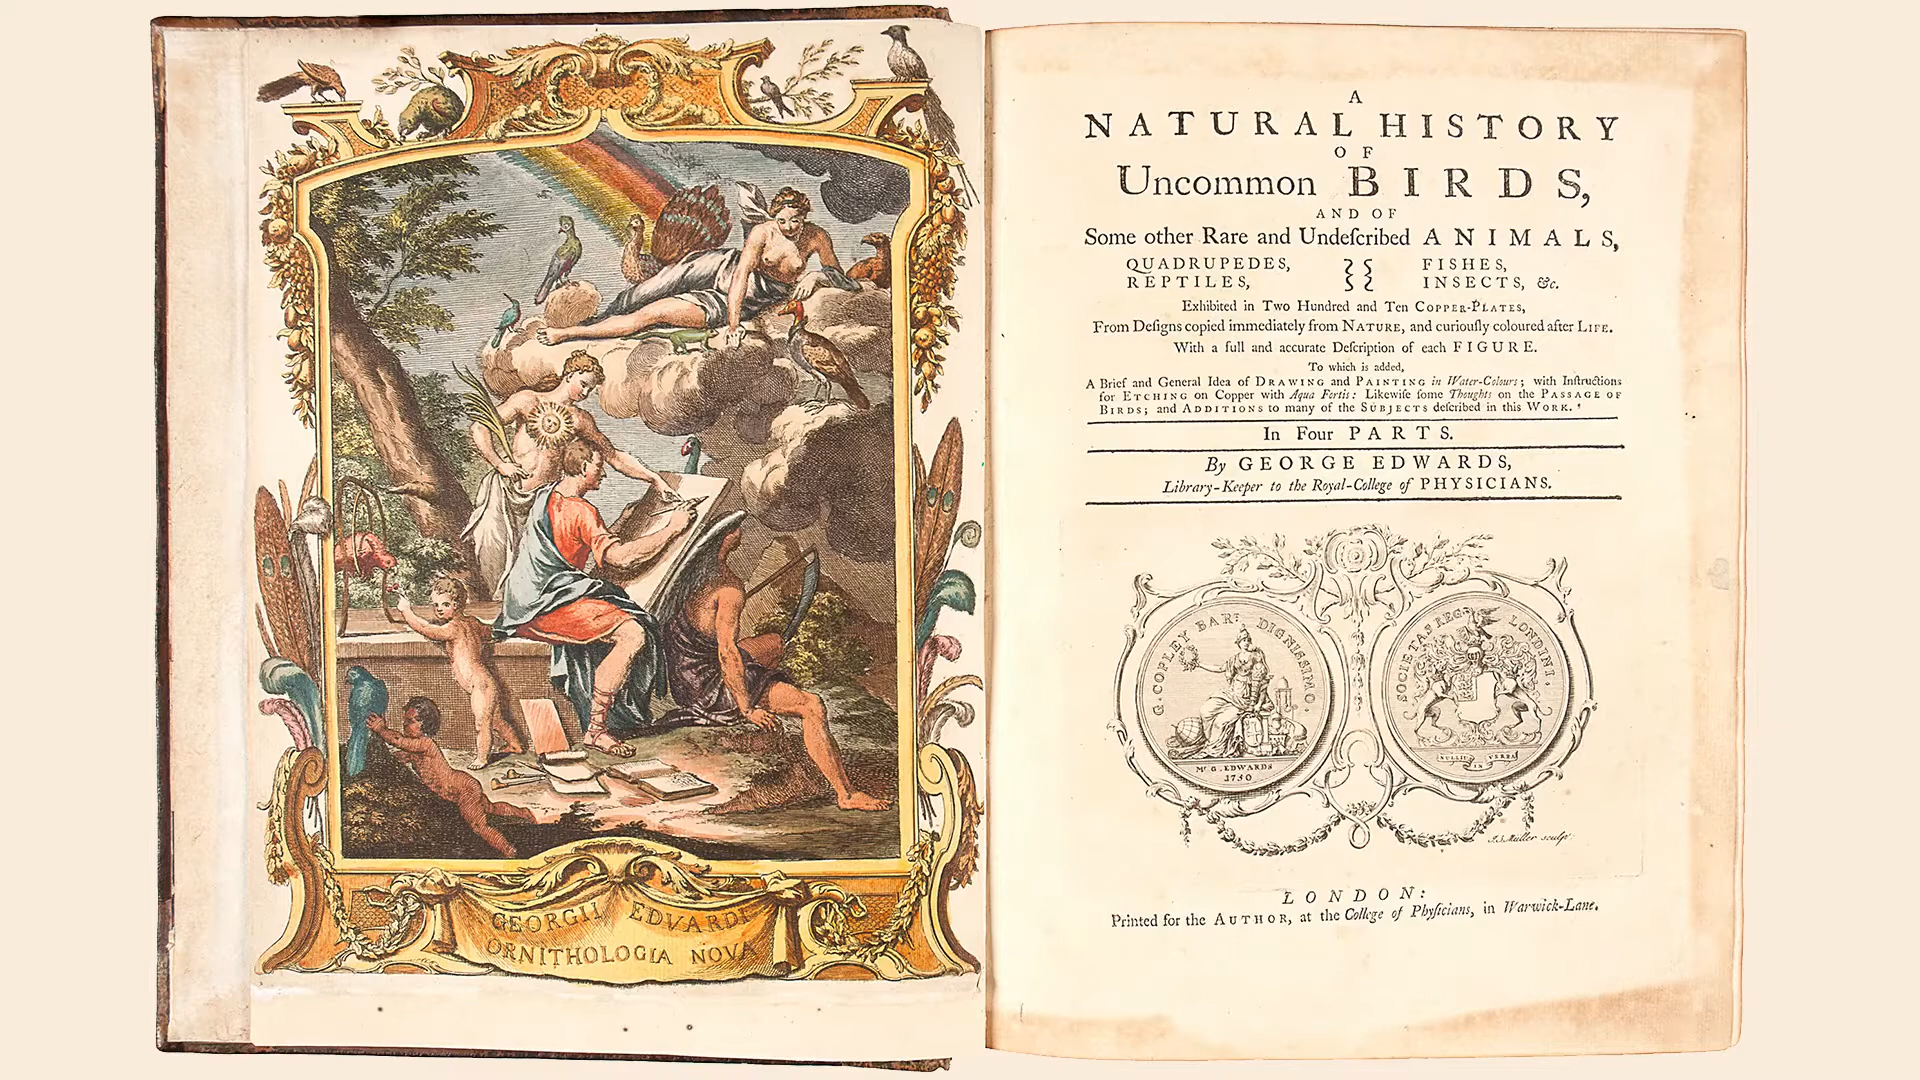 GEORGII EDVARDI
ORNITHOLOGIA NOVA
A
NATURAL HISTORY
OF
Uncommon BIRDS,
AND OF
Some other Rare and Undeſcribed ANIMALS,
QUADRUPEDES,
REPTILES,
FISHES,
INSECTS, &c.
Exhibited in Two Hundred and Ten COPPER-PLATES,
From Deſigns copied immediately from NATURE, and curiouſly coloured after LIFE.
With a full and accurate Deſcription of each FIGURE.
To which is added,
A Brief and General Idea of DRAWING and PAINTING in Water-Colours; with Inſtructions
for ETCHING on Copper with Aqua Fortis: Likewiſe ſome Thoughts on the PASSAGE OF
BIRDS; and ADDITIONS to many of the SUBJECTS deſcribed in this WORK.
In Four PARTS.
By GEORGE EDWARDS,
Library-Keeper to the Royal-College of PHYSICIANS.
G. COPLEY BART. DIGNISSIMO.
Mr G. EDWARDS
1750
SOCIETAS REG. LONDINI.
NULLIUS IN VERBA
J.S. Muller sculpt.
LONDON:
Printed for the AUTHOR, at the College of Phyſicians, in Warwick-Lane.